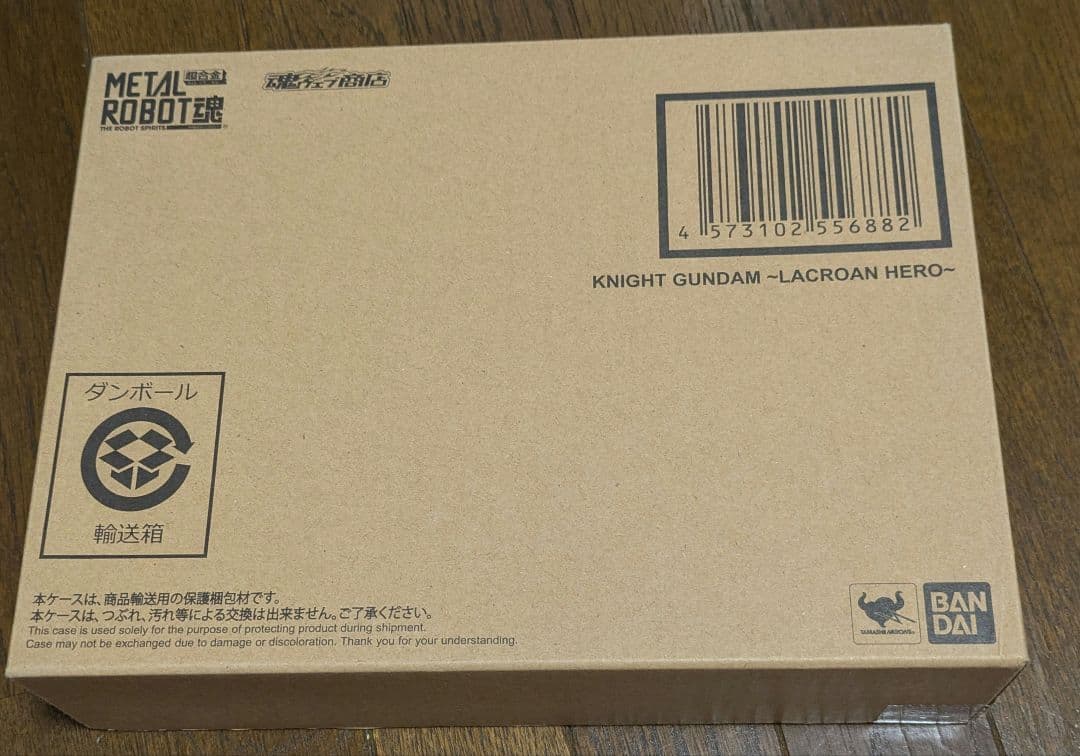 METAL 超合金
ROBOT魂
THE ROBOT SPIRITS
魂ウェブ商店
4 573102 556882
KNIGHT GUNDAM ~LACROAN HERO~
ダンボール
輸送箱
本ケースは、商品輸送用の保護梱包材です。
本ケースは、つぶれ、汚れ等による交換は出来ません。ご了承ください。
This case is used solely for the purpose of protecting product during shipment.
Case may not be exchanged due to damage or discoloration. Thank you for your understanding.
TAMASHII NATIONS
BAN
DAI